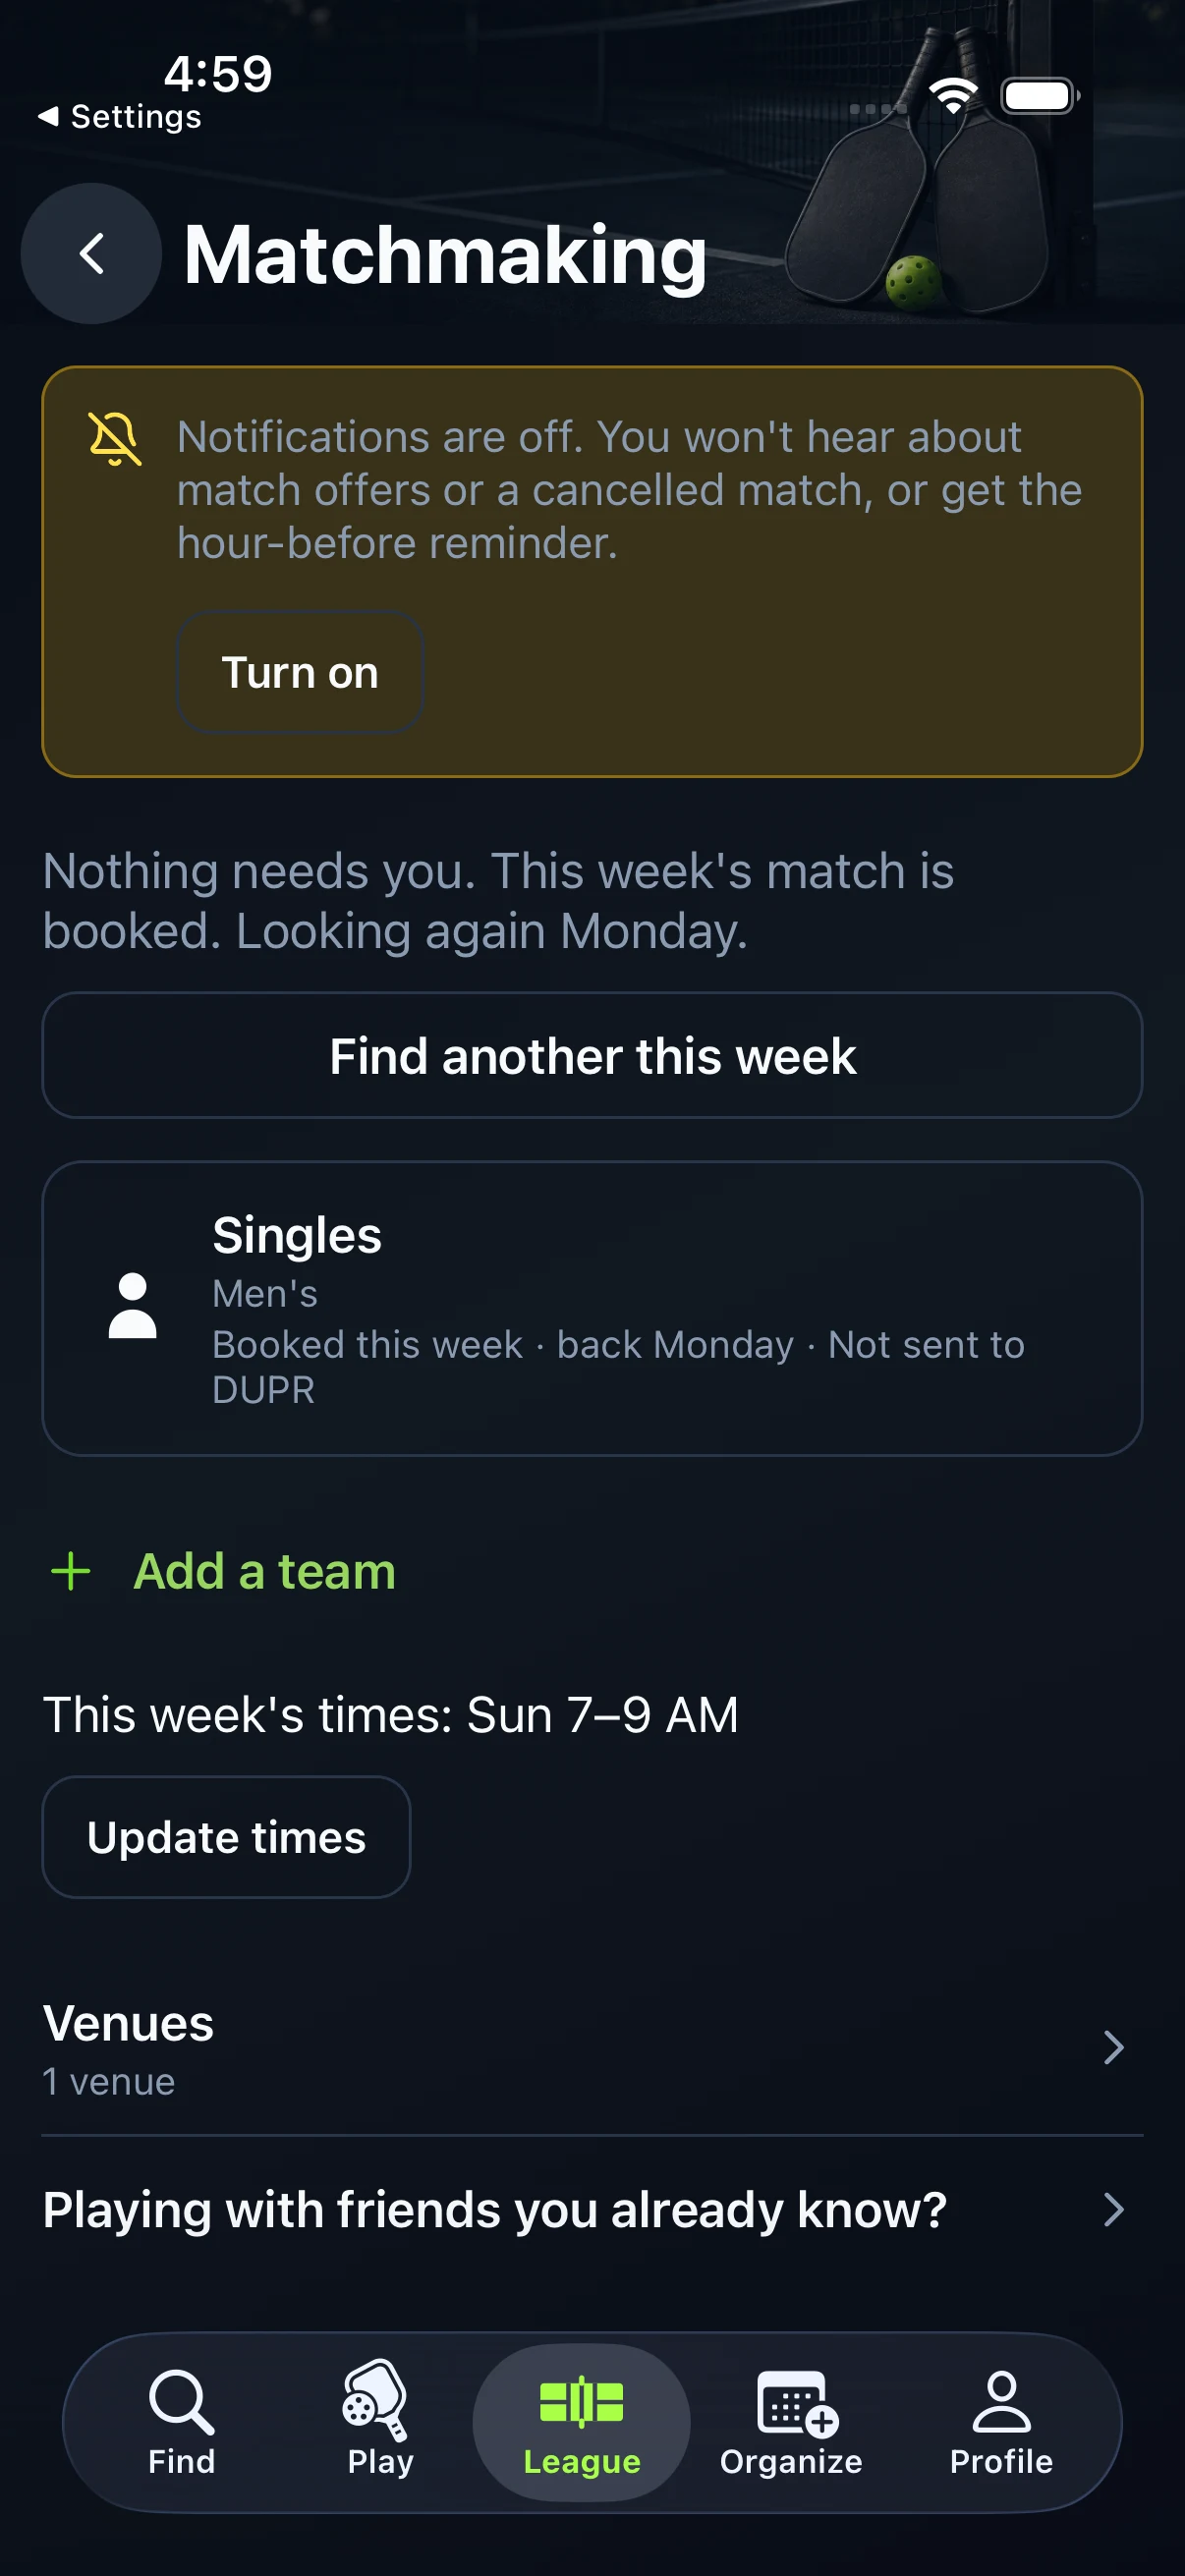 4:59
Settings
Matchmaking
Notifications are off. You won't hear about
match offers or a cancelled match, or get the
hour-before reminder.
Turn on
Nothing needs you. This week's match is
booked. Looking again Monday.
Find another this week
Singles
Men's
Booked this week · back Monday · Not sent to
DUPR
Add a team
This week's times: Sun 7–9 AM
Update times
Venues
1 venue
Playing with friends you already know?
Find
Play
League
Organize
Profile